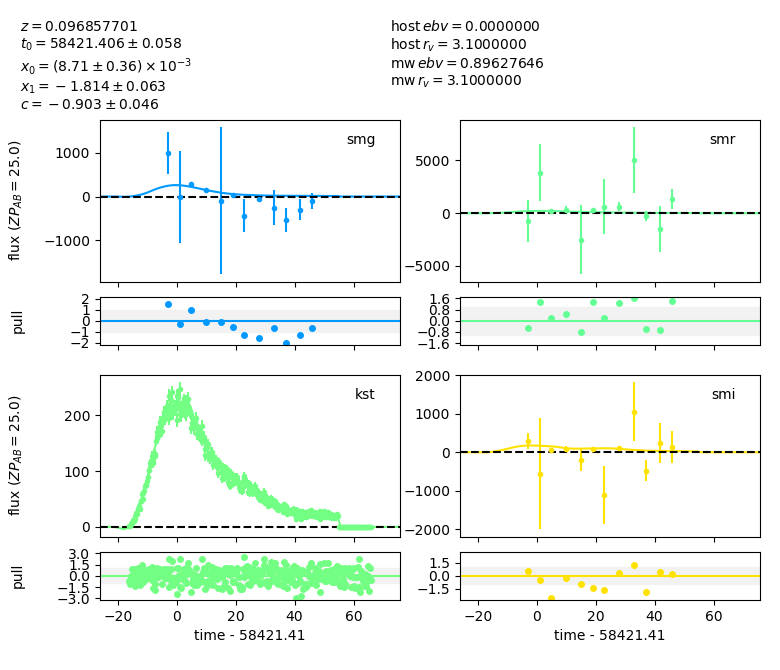 z = 0.096857701
t0 = 58421.406 ± 0.058
x0 = (8.71 ± 0.36) × 10^−3
x1 = −1.814 ± 0.063
c = −0.903 ± 0.046
host ebv = 0.0000000
host rv = 3.1000000
mw ebv = 0.89627646
mw rv = 3.1000000
flux (ZPAB = 25.0)
1000
0
−1000
smg
5000
0
−5000
smr
pull
2
1
0
−1
−2
1.6
0.8
0.0
−0.8
−1.6
flux (ZPAB = 25.0)
200
100
0
kst
2000
1000
0
−1000
−2000
smi
pull
3.0
1.5
0.0
−1.5
−3.0
1.5
0.0
−1.5
−20 0 20 40 60
−20 0 20 40 60
time - 58421.41
time - 58421.41